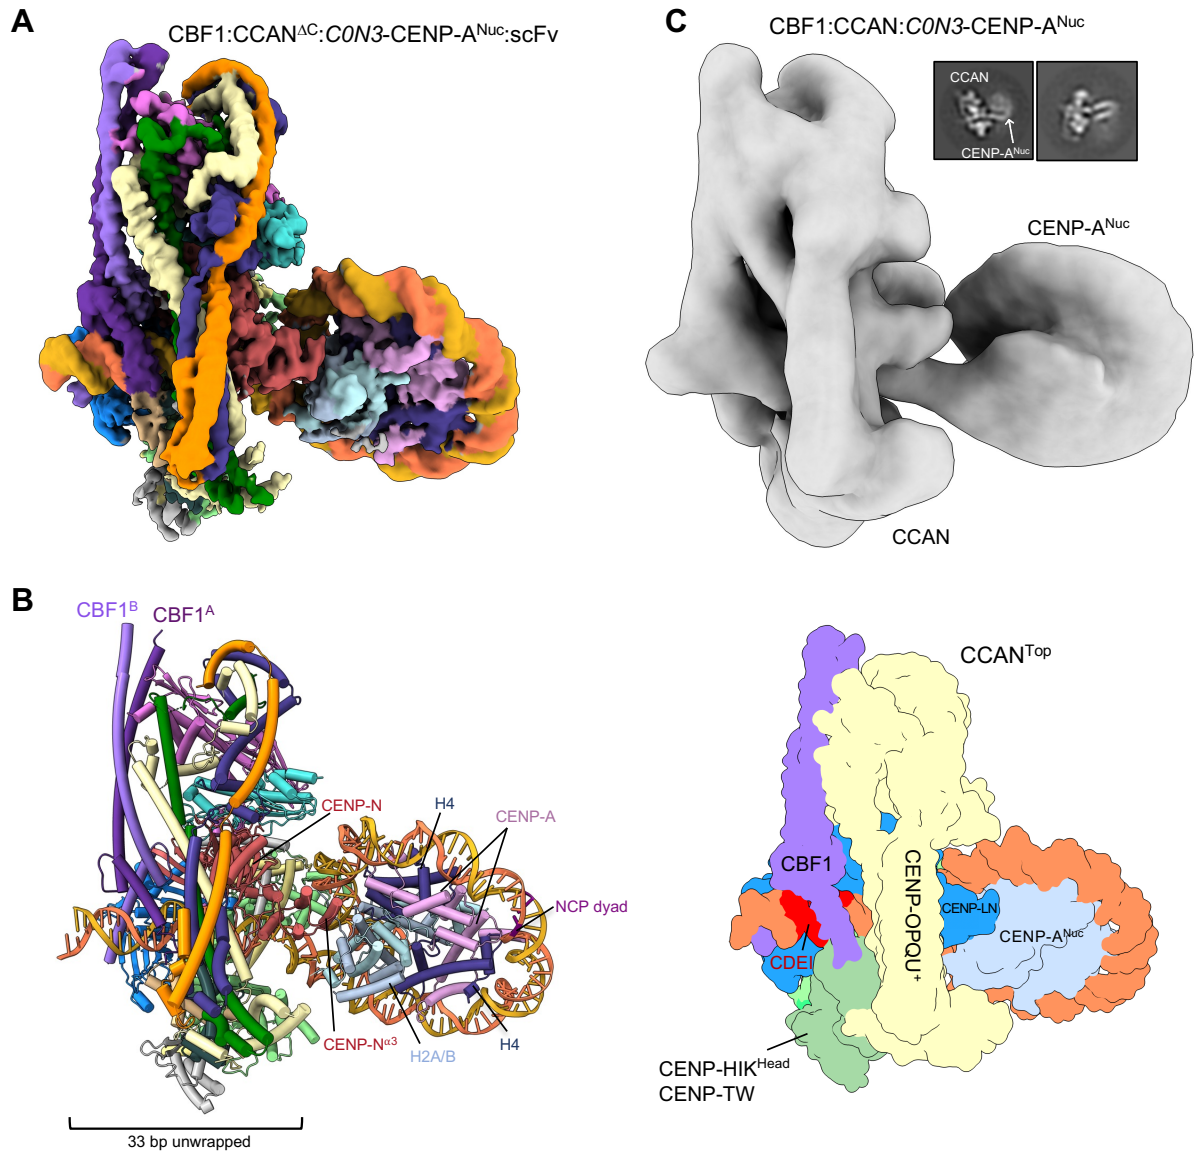 A
CBF1:CCANΔC:C0N3-CENP-ANuc:scFv
C
CBF1:CCAN:C0N3-CENP-ANuc
CCAN
CENP-ANuc
CENP-ANuc
CCAN
B
CBF1B
CBF1A
CENP-N
H4
CENP-A
NCP dyad
CENP-Nα3
H2A/B
H4
33 bp unwrapped
CCANTop
CBF1
CENP-OPQU+
CENP-LN
CENP-ANuc
CDEI
CENP-HIKHead
CENP-TW